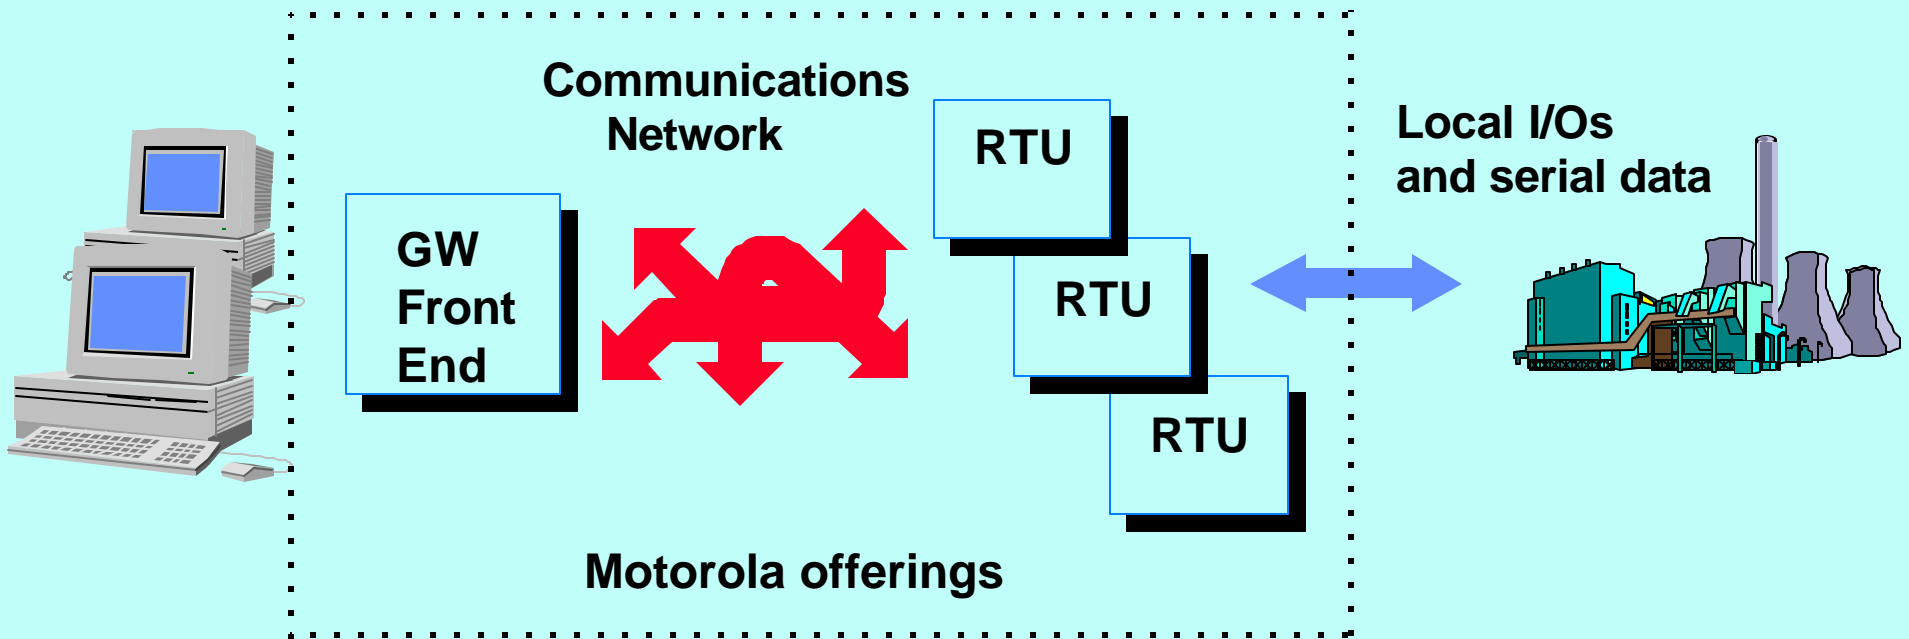 Communications
Network
GW
Front
End
RTU
RTU
RTU
Local I/Os
and serial data
Motorola offerings